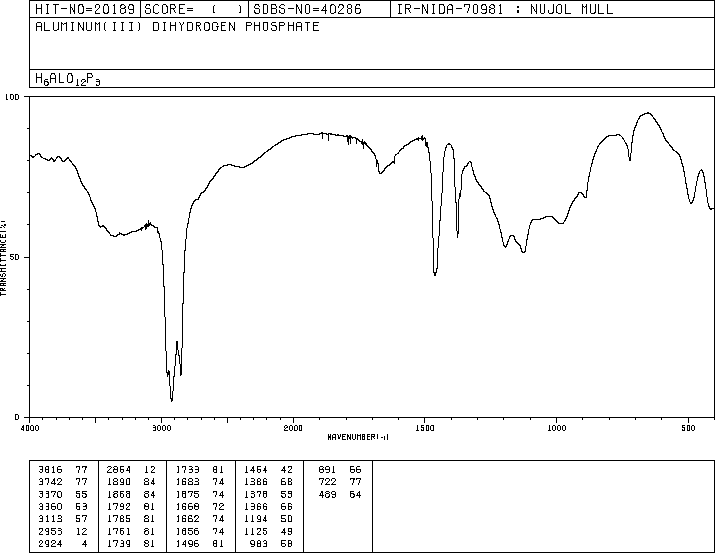 HIT-NO=20189 SCORE= ( ) SDBS-NO=40286 IR-NIDA-70981 : NUJOL MULL
ALUMINUM(III) DIHYDROGEN PHOSPHATE
H6ALO12P3
100
50
0
TRANSMITTANCE(%)
4000 3000 2000 1500 1000 500
WAVENUMBER(-1)
3816 77 2854 12 1733 81 1464 42 891 66
3742 77 1890 84 1683 74 1386 68 722 77
3370 55 1868 84 1675 74 1378 53 489 64
3360 53 1792 81 1668 72 1366 66
3113 57 1785 81 1662 74 1194 50
2953 12 1761 81 1656 74 1125 49
2924 4 1739 81 1496 81 983 58